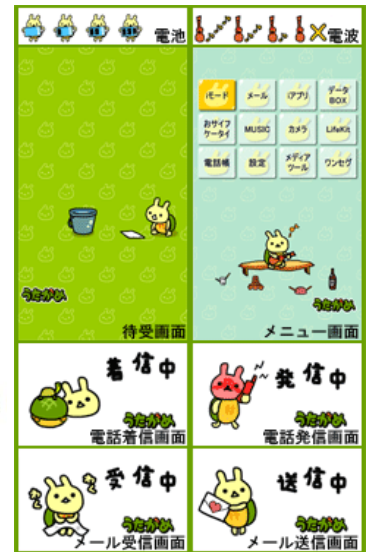 電池
電波
iモード
メール
iアプリ
データ
BOX
おサイフ
ケータイ
MUSIC
カメラ
LifeKit
電話帳
設定
メディア
ツール
ワンセグ
うたがめ
待受画面
うたがめ
メニュー画面
着信中
うたがめ
電話着信画面
発信中
うたがめ
電話発信画面
受信中
うたがめ
メール受信画面
送信中
うたがめ
メール送信画面